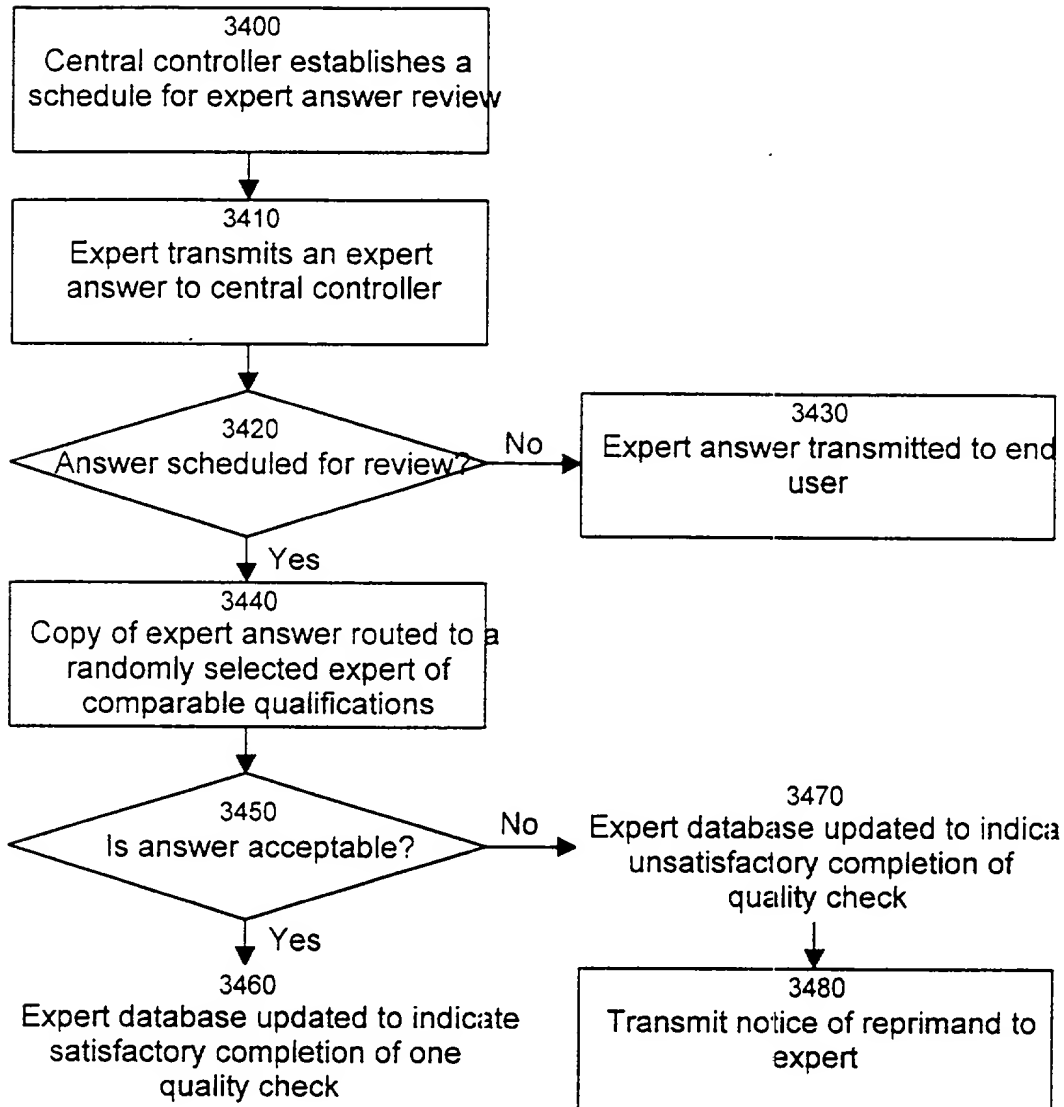 3400
Central controller establishes a
schedule for expert answer review
3410
Expert transmits an expert
answer to central controller
3420
Answer scheduled for review?
No
3430
Expert answer transmitted to end
user
Yes
3440
Copy of expert answer routed to a
randomly selected expert of
comparable qualifications
3450
Is answer acceptable?
No
3470
Expert database updated to indica
unsatisfactory completion of
quality check
Yes
3460
Expert database updated to indicate
satisfactory completion of one
quality check
3480
Transmit notice of reprimand to
expert